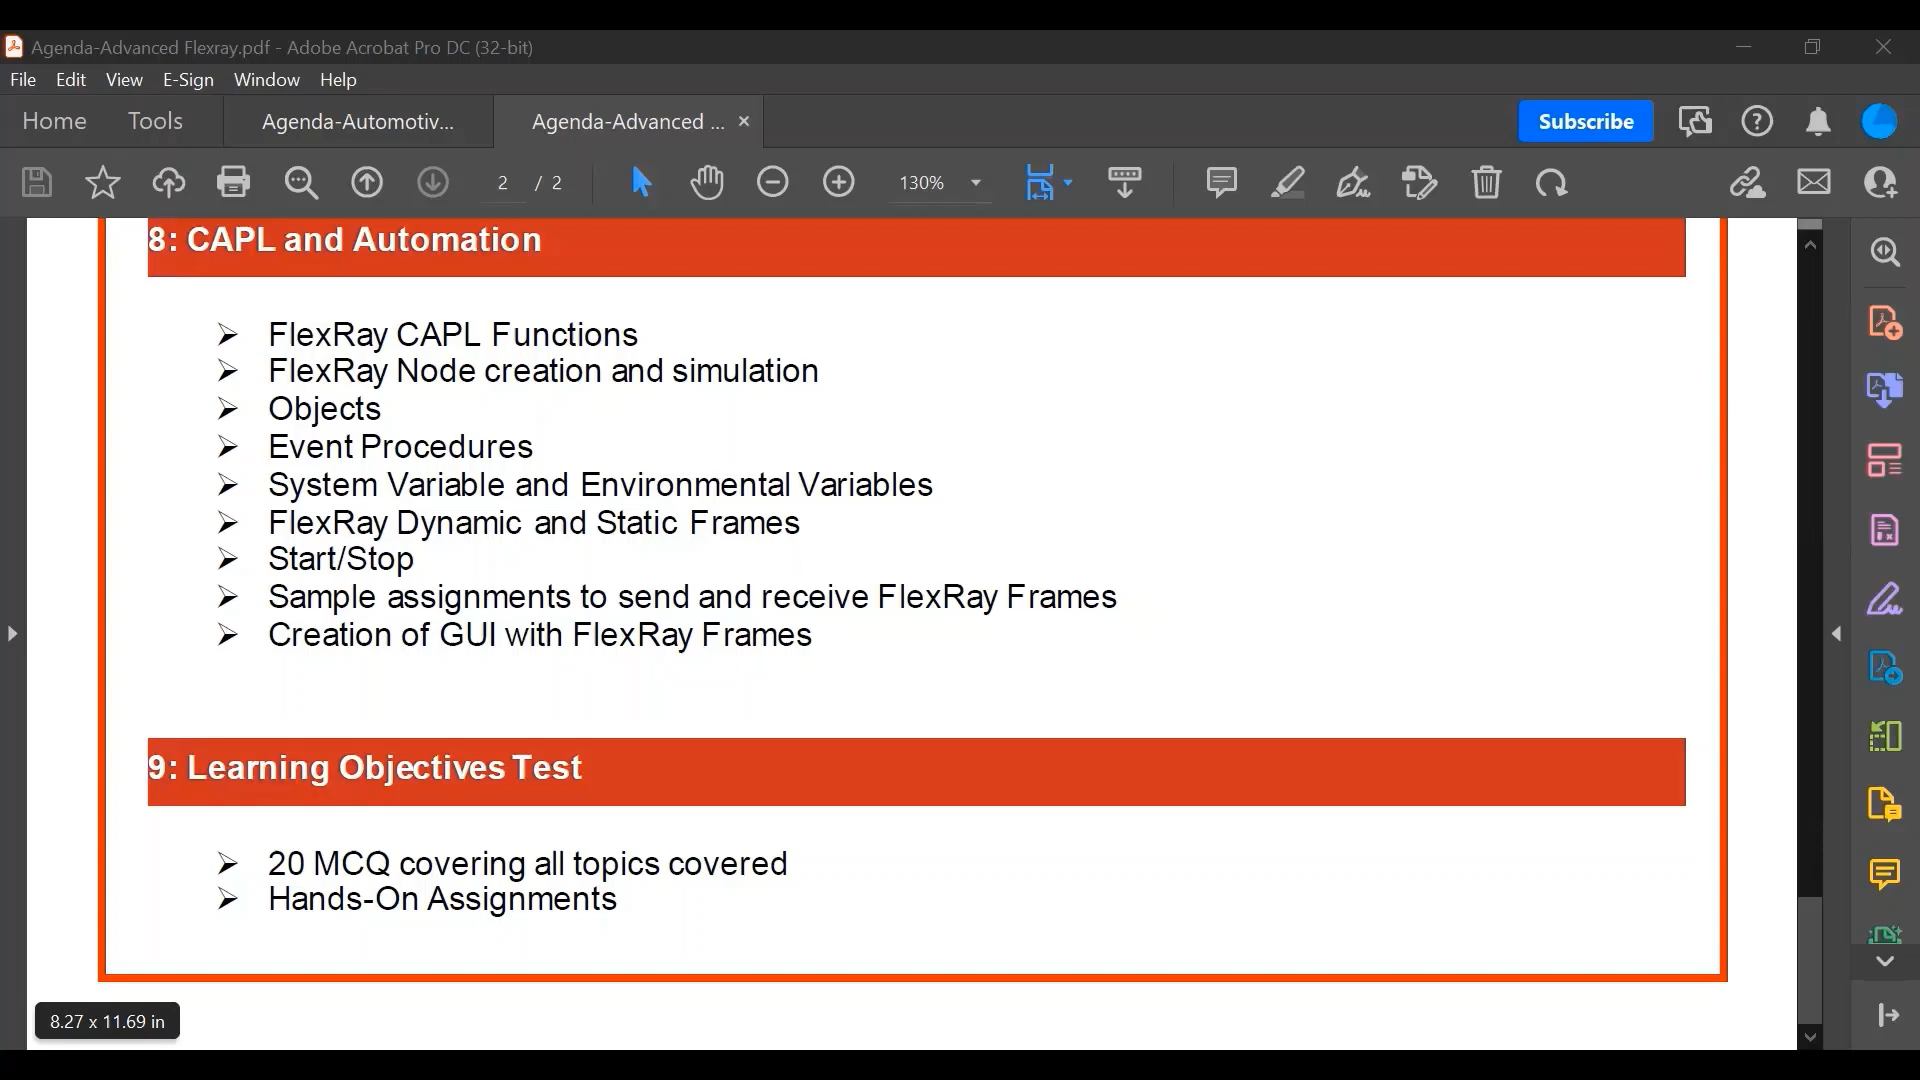 Agenda-Advanced Flexray.pdf - Adobe Acrobat Pro DC (32-bit)
File Edit View E-Sign Window Help
Home Tools Agenda-Automotiv... Agenda-Advanced ... × Subscribe
2 / 2 130%
8: CAPL and Automation
FlexRay CAPL Functions
FlexRay Node creation and simulation
Objects
Event Procedures
System Variable and Environmental Variables
FlexRay Dynamic and Static Frames
Start/Stop
Sample assignments to send and receive FlexRay Frames
Creation of GUI with FlexRay Frames
9: Learning Objectives Test
20 MCQ covering all topics covered
Hands-On Assignments
8.27 x 11.69 in